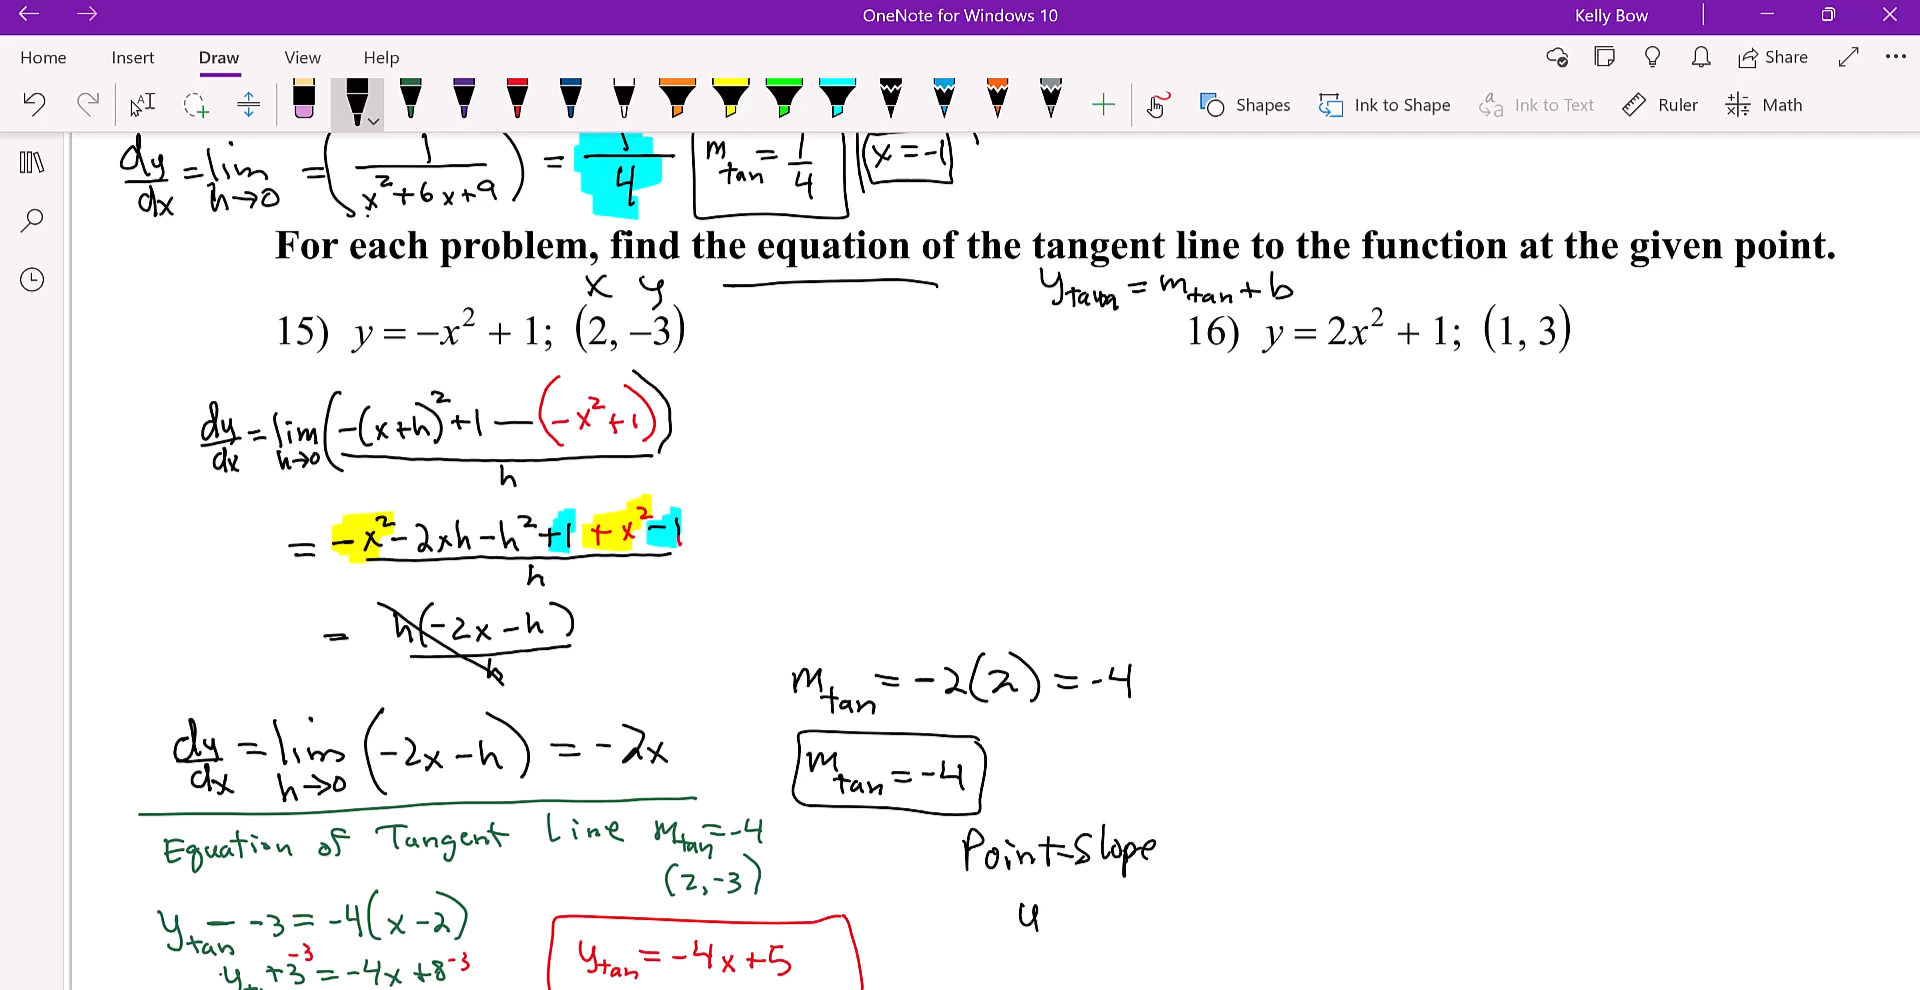 OneNote for Windows 10
Kelly Bow
Home Insert Draw View Help
Share
Shapes Ink to Shape Ink to Text Ruler Math
dy/dx = lim h→0 = (1/(x²+6x+9)) = 1/4 m tan = 1/4 (x = -1)
For each problem, find the equation of the tangent line to the function at the given point.
x y
y tan = m tan + b
15) y = −x² + 1; (2, −3)
16) y = 2x² + 1; (1, 3)
dy/dx = lim h→0 (-(x+h)²+1 - (-x²+1))/h
= (-x² - 2xh - h² + 1 + x² - 1)/h
= h(-2x - h)/h
m tan = -2(2) = -4
dy/dx = lim h→0 (-2x - h) = -2x
m tan = -4
Equation of Tangent Line m tan = -4
(2, -3)
Point-Slope
y
y tan - -3 = -4(x - 2)
-3 -3
+3 = -4x + 8
y tan = -4x + 5